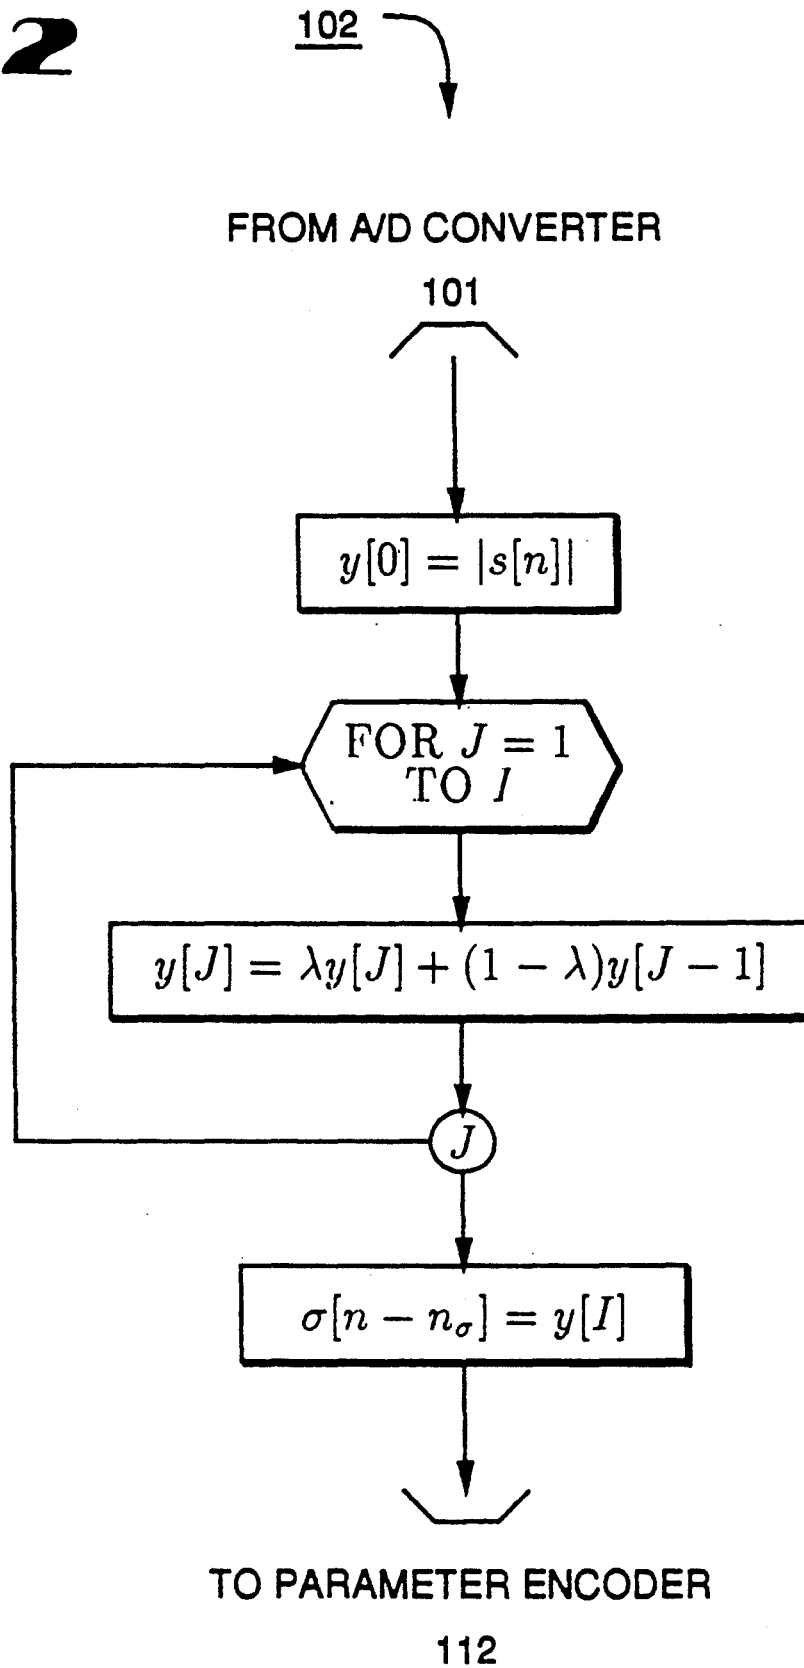 2
102
FROM A/D CONVERTER
101
y[0] = |s[n]|
FOR J = 1
TO I
y[J] = λy[J] + (1 − λ)y[J − 1]
J
σ[n − n_σ] = y[I]
TO PARAMETER ENCODER
112